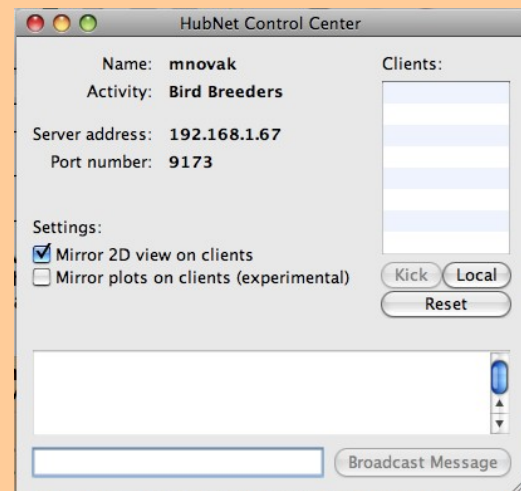 HubNet Control Center
Name: mnovak
Activity: Bird Breeders
Server address: 192.168.1.67
Port number: 9173
Clients:
Settings:
Mirror 2D view on clients
Mirror plots on clients (experimental)
Kick
Local
Reset
Broadcast Message